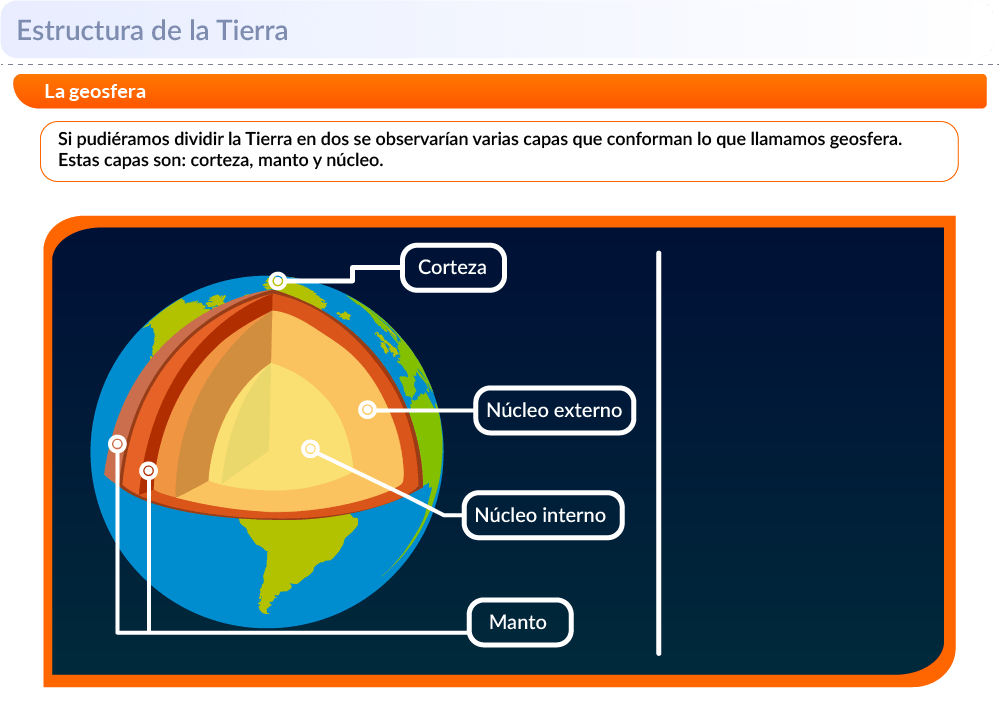 Estructura de la Tierra
La geosfera
Si pudiéramos dividir la Tierra en dos se observarían varias capas que conforman lo que llamamos geosfera.
Estas capas son: corteza, manto y núcleo.
Corteza
Núcleo externo
Núcleo interno
Manto